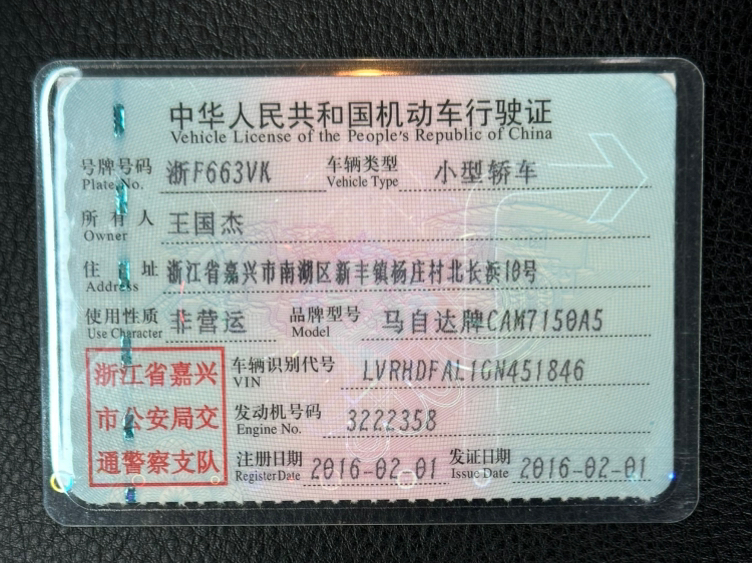 中华人民共和国机动车行驶证
Vehicle License of the People's Republic of China
号牌号码 浙F663VK 车辆类型 小型轿车
Plate No. Vehicle Type
所有人 王国杰
Owner
住址 浙江省嘉兴市南湖区新丰镇杨庄村北长浜10号
Address
使用性质 非营运 品牌型号 马自达牌CAM7150A5
Use Character Model
浙江省嘉兴
市公安局交
通警察支队
车辆识别代号 LVRHDFAL1GN451846
VIN
发动机号码 3222358
Engine No.
注册日期 2016-02-01 发证日期 2016-02-01
Register Date Issue Date